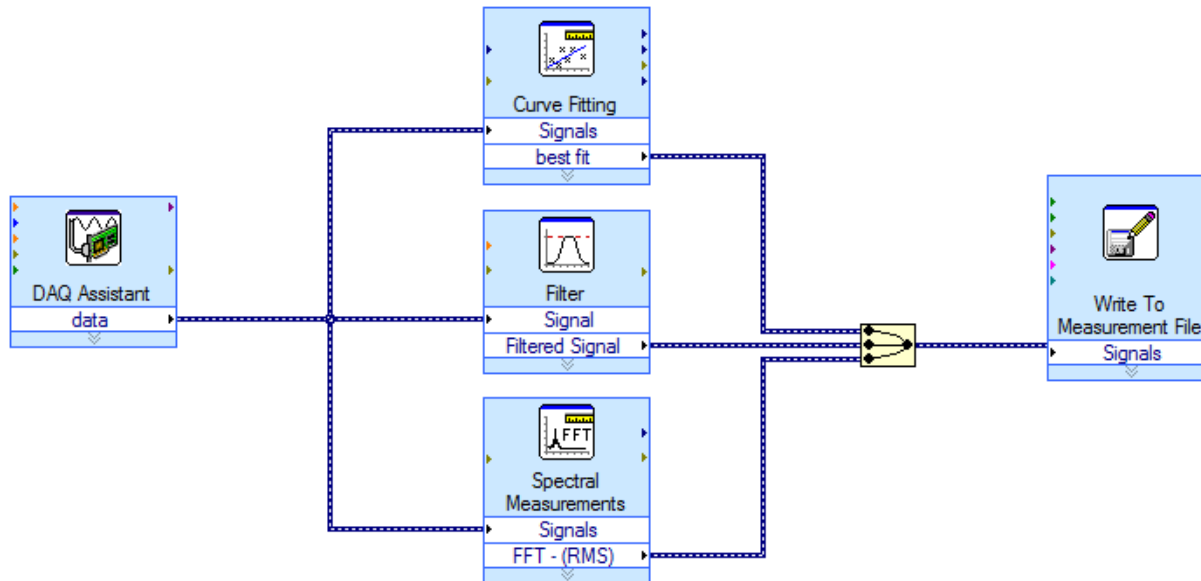 DAQ Assistant
data
Curve Fitting
Signals
best fit
Filter
Signal
Filtered Signal
FFT
Spectral
Measurements
Signals
FFT - (RMS)
Write To
Measurement File
Signals